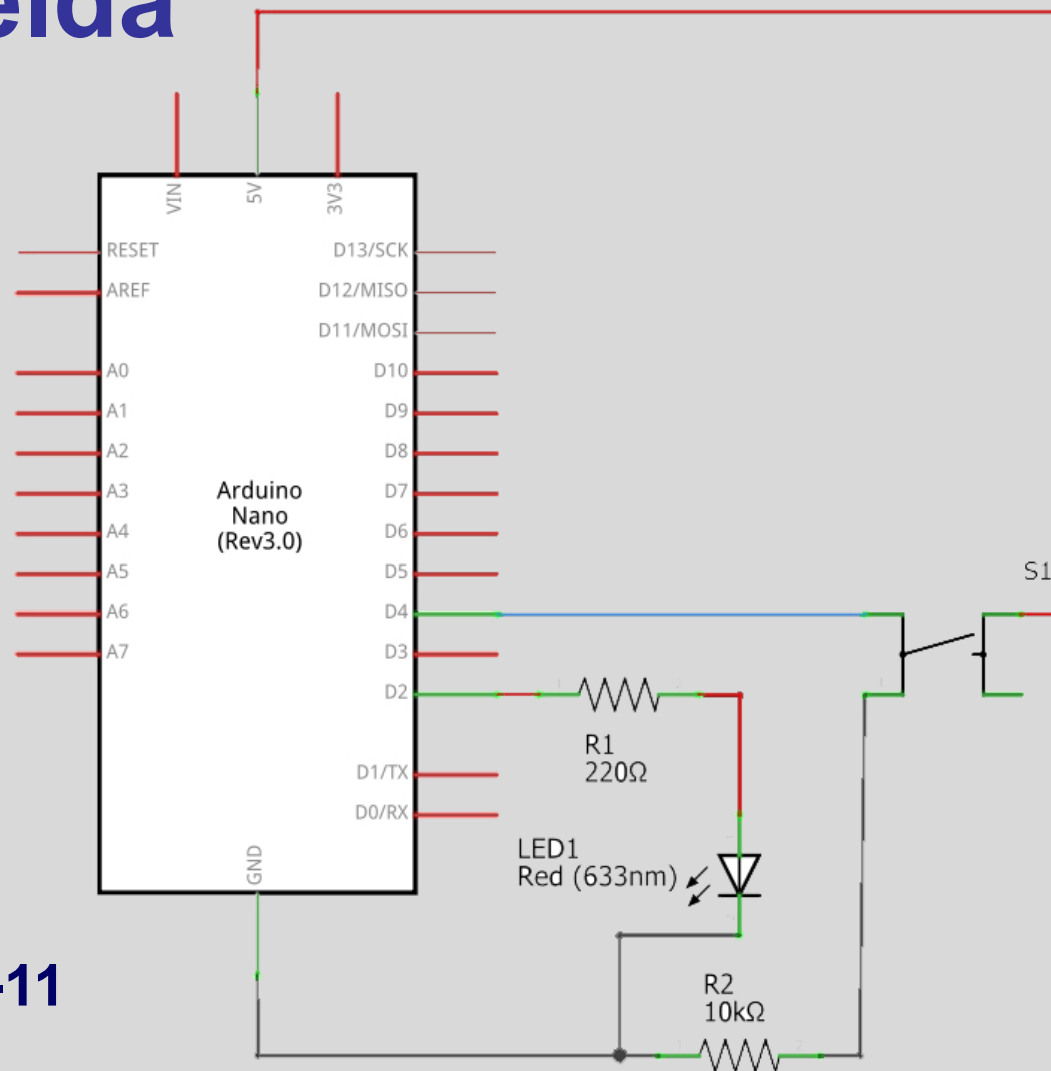 VIN
5V
3V3
RESET
D13/SCK
AREF
D12/MISO
D11/MOSI
A0
D10
A1
D9
A2
D8
A3
D7
Arduino
Nano
(Rev3.0)
A4
D6
A5
D5
S1
A6
D4
A7
D3
D2
R1
220Ω
D1/TX
D0/RX
LED1
Red (633nm)
GND
-11
R2
10kΩ